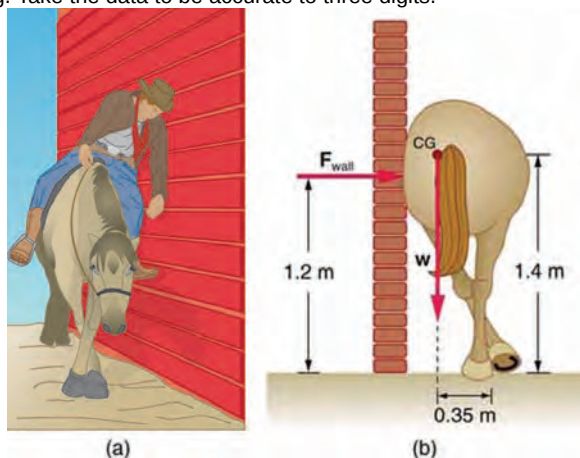 g. Take the data to be accurate to three digits.
CG
F wall
w
1.2 m
1.4 m
0.35 m
(a)
(b)